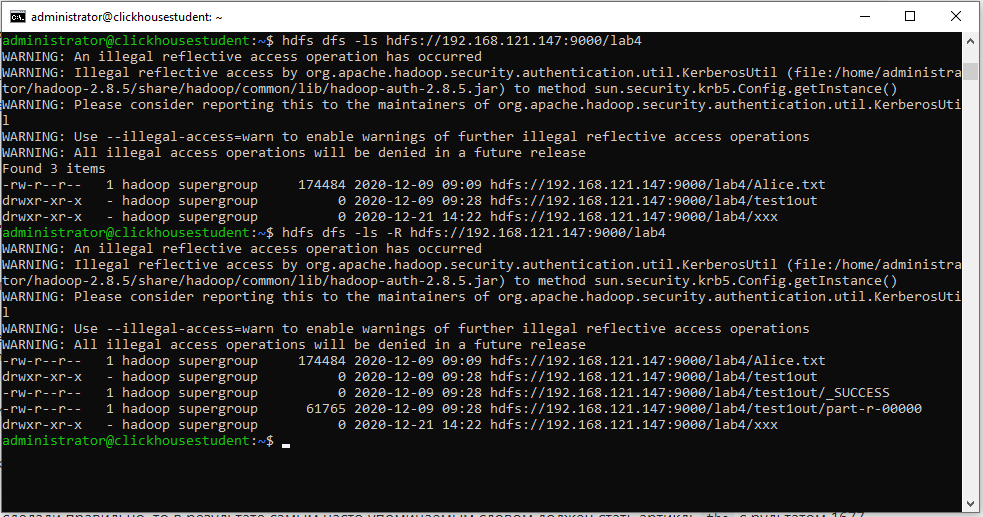 administrator@clickhousestudent: ~
administrator@clickhousestudent:~$ hdfs dfs -ls hdfs://192.168.121.147:9000/lab4
WARNING: An illegal reflective access operation has occurred
WARNING: Illegal reflective access by org.apache.hadoop.security.authentication.util.KerberosUtil (file:/home/administra
tor/hadoop-2.8.5/share/hadoop/common/lib/hadoop-auth-2.8.5.jar) to method sun.security.krb5.Config.getInstance()
WARNING: Please consider reporting this to the maintainers of org.apache.hadoop.security.authentication.util.KerberosUti
l
WARNING: Use --illegal-access=warn to enable warnings of further illegal reflective access operations
WARNING: All illegal access operations will be denied in a future release
Found 3 items
-rw-r--r--   1 hadoop supergroup     174484 2020-12-09 09:09 hdfs://192.168.121.147:9000/lab4/Alice.txt
drwxr-xr-x   - hadoop supergroup          0 2020-12-09 09:28 hdfs://192.168.121.147:9000/lab4/test1out
drwxr-xr-x   - hadoop supergroup          0 2020-12-21 14:22 hdfs://192.168.121.147:9000/lab4/xxx
administrator@clickhousestudent:~$ hdfs dfs -ls -R hdfs://192.168.121.147:9000/lab4
WARNING: An illegal reflective access operation has occurred
WARNING: Illegal reflective access by org.apache.hadoop.security.authentication.util.KerberosUtil (file:/home/administra
tor/hadoop-2.8.5/share/hadoop/common/lib/hadoop-auth-2.8.5.jar) to method sun.security.krb5.Config.getInstance()
WARNING: Please consider reporting this to the maintainers of org.apache.hadoop.security.authentication.util.KerberosUti
l
WARNING: Use --illegal-access=warn to enable warnings of further illegal reflective access operations
WARNING: All illegal access operations will be denied in a future release
-rw-r--r--   1 hadoop supergroup     174484 2020-12-09 09:09 hdfs://192.168.121.147:9000/lab4/Alice.txt
drwxr-xr-x   - hadoop supergroup          0 2020-12-09 09:28 hdfs://192.168.121.147:9000/lab4/test1out
-rw-r--r--   1 hadoop supergroup          0 2020-12-09 09:28 hdfs://192.168.121.147:9000/lab4/test1out/_SUCCESS
-rw-r--r--   1 hadoop supergroup      61765 2020-12-09 09:28 hdfs://192.168.121.147:9000/lab4/test1out/part-r-00000
drwxr-xr-x   - hadoop supergroup          0 2020-12-21 14:22 hdfs://192.168.121.147:9000/lab4/xxx
administrator@clickhousestudent:~$